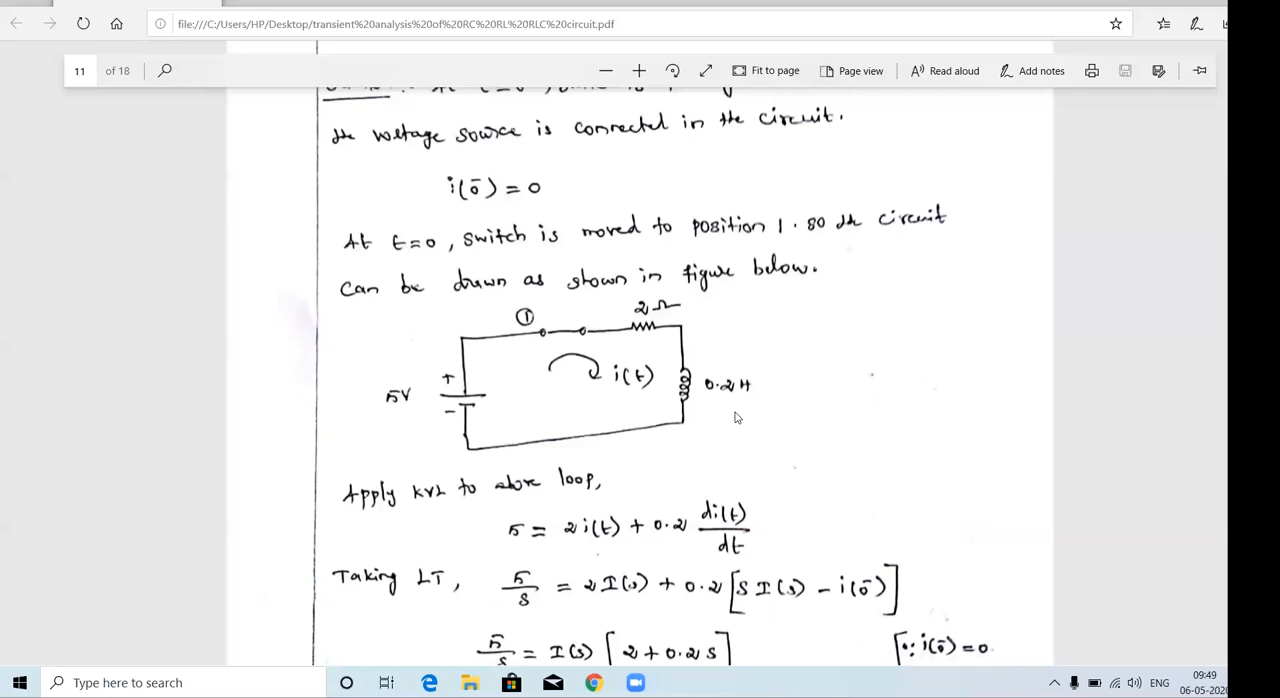 file:///C:/Users/HP/Desktop/transient%20analysis%20of%20RC%20RL%20RLC%20circuit.pdf
11 of 18 Fit to page Page view Read aloud Add notes
the voltage source is connected in the circuit.
i(0⁻) = 0
At t=0, switch is moved to position 1. so the circuit
can be drawn as shown in figure below.
① 2Ω
5V + - i(t) 0.2H
Apply KVL to above loop,
5 = 2i(t) + 0.2 di(t)/dt
Taking LT, 5/s = 2I(s) + 0.2[sI(s) - i(0⁻)]
5/s = I(s) [2 + 0.2s] [∵ i(0⁻) = 0.
Type here to search
ENG
09:49
06-05-2020